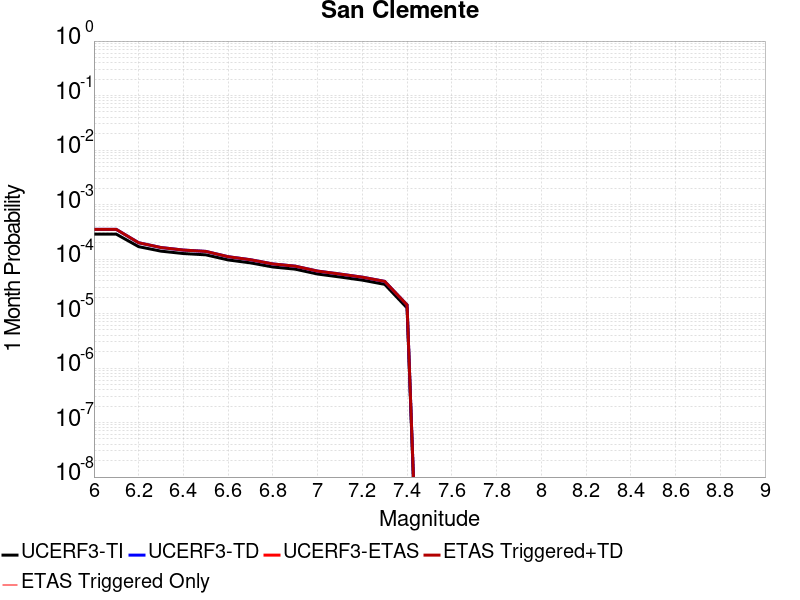 San Clemente
10^0
10^-1
10^-2
10^-3
10^-4
10^-5
10^-6
10^-7
10^-8
1 Month Probability
6 6.2 6.4 6.6 6.8 7 7.2 7.4 7.6 7.8 8 8.2 8.4 8.6 8.8 9
Magnitude
UCERF3-TI UCERF3-TD UCERF3-ETAS ETAS Triggered+TD
ETAS Triggered Only